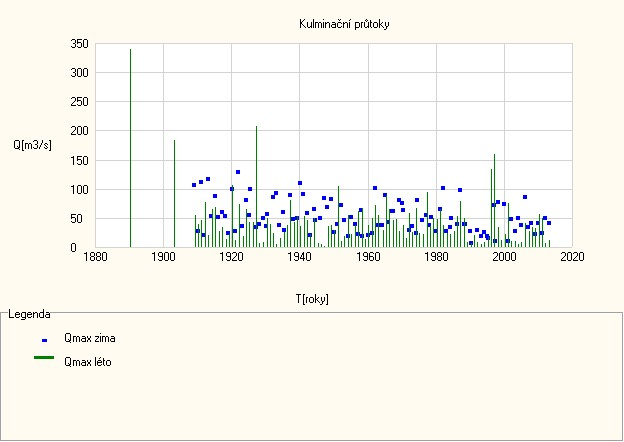 Kulminační průtoky
350
300
250
200
150
100
50
0
Q[m3/s]
1880 1900 1920 1940 1960 1980 2000 2020
T[roky]
Legenda
Qmax zima
Qmax léto